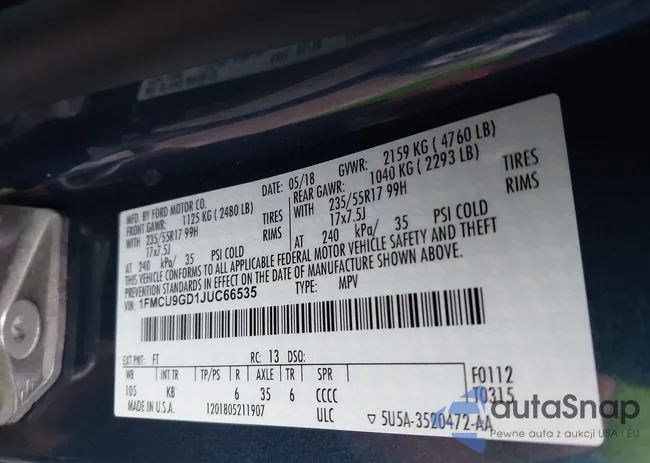 MFD. BY FORD MOTOR CO.
DATE: 05/18
GVWR: 2159 KG ( 4760 LB)
FRONT GAWR: 1125 KG ( 2480 LB)
REAR GAWR: 1040 KG ( 2293 LB)
WITH 235/55R17 99H TIRES
WITH 235/55R17 99H TIRES
17x7.5J RIMS
17x7.5J RIMS
AT 240 kPa/ 35 PSI COLD
AT 240 kPa/ 35 PSI COLD
THIS VEHICLE CONFORMS TO ALL APPLICABLE FEDERAL MOTOR VEHICLE SAFETY AND THEFT
PREVENTION STANDARDS IN EFFECT ON THE DATE OF MANUFACTURE SHOWN ABOVE.
VIN: 1FMCU9GD1JUC66535
TYPE: MPV
EXT PNT: FT RC: 13 DSO:
WB INT TR TP/PS R AXLE TR SPR
105 KB 6 35 6 CCCC
MADE IN U.S.A. 1201805211907 ULC
F0112
T0315
▽ 5U5A-3520472-AA
autaSnap
Pewne auta z aukcji USA · EU